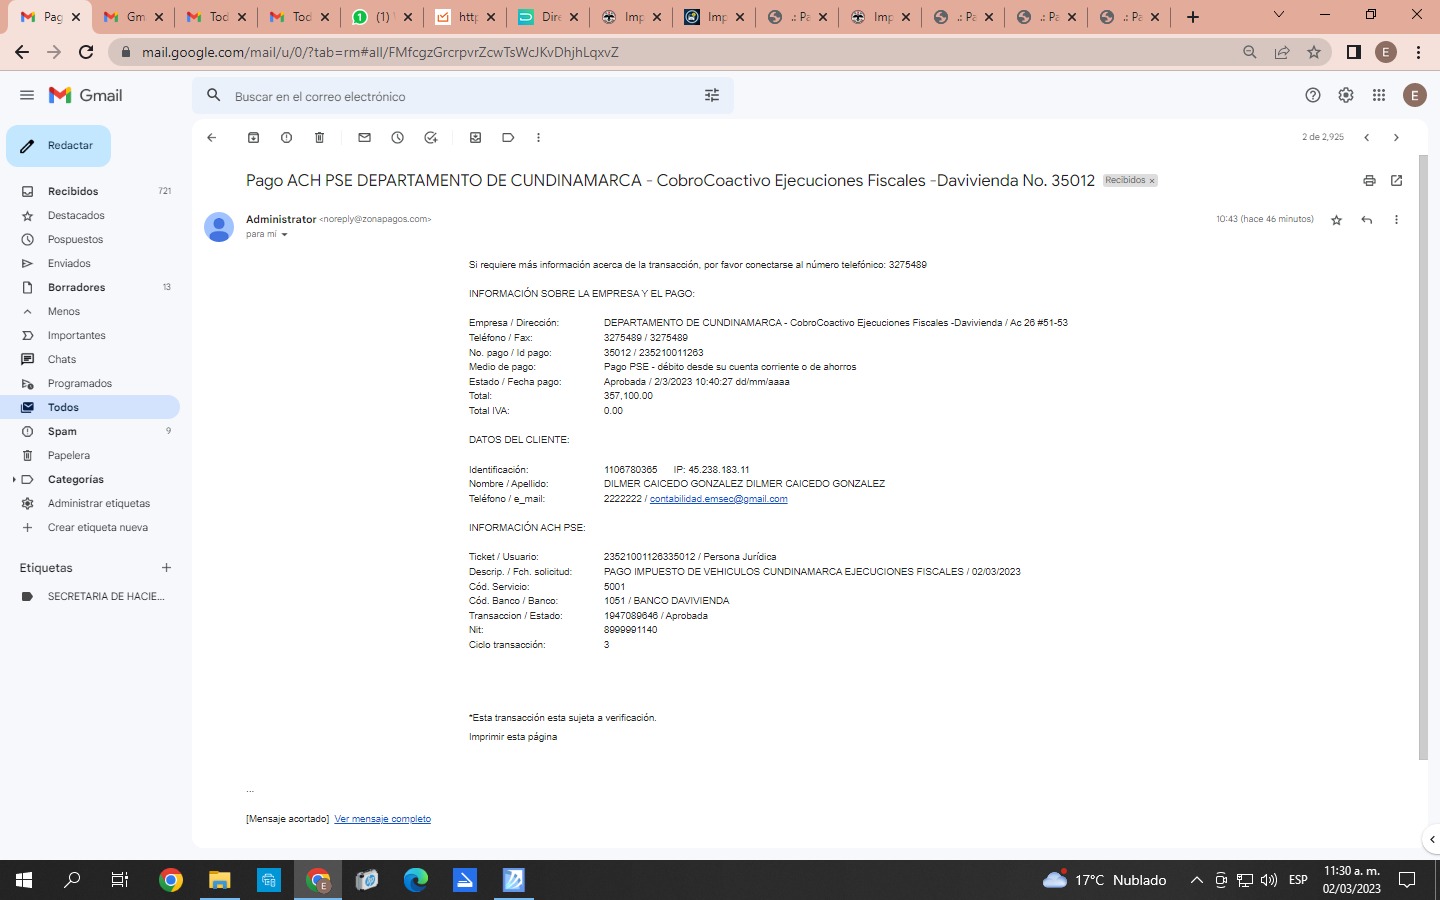 Pag
Gm
Tod
Tod
(1)
http
Dire
Imp
Imp
.: Pa
Imp
.: Pa
.: Pa
.: Pa
mail.google.com/mail/u/0/?tab=rm#all/FMfcgzGrcrpvrZcwTsWcJKvDhjhLqxvZ
E
Gmail
Buscar en el correo electrónico
E
Redactar
2 de 2,925
Recibidos 721
Destacados
Pospuestos
Enviados
Borradores 13
Menos
Importantes
Chats
Programados
Todos
Spam 9
Papelera
Categorías
Administrar etiquetas
Crear etiqueta nueva
Etiquetas
SECRETARIA DE HACIE...
Pago ACH PSE DEPARTAMENTO DE CUNDINAMARCA - CobroCoactivo Ejecuciones Fiscales -Davivienda No. 35012 Recibidos x
Administrator <noreply@zonapagos.com> 10:43 (hace 46 minutos)
para mí
Si requiere más información acerca de la transacción, por favor conectarse al número telefónico: 3275489
INFORMACIÓN SOBRE LA EMPRESA Y EL PAGO:
Empresa / Dirección: DEPARTAMENTO DE CUNDINAMARCA - CobroCoactivo Ejecuciones Fiscales -Davivienda / Ac 26 #51-53
Teléfono / Fax: 3275489 / 3275489
No. pago / Id pago: 35012 / 235210011263
Medio de pago: Pago PSE - débito desde su cuenta corriente o de ahorros
Estado / Fecha pago: Aprobada / 2/3/2023 10:40:27 dd/mm/aaaa
Total: 357,100.00
Total IVA: 0.00
DATOS DEL CLIENTE:
Identificación: 1106780365 IP: 45.238.183.11
Nombre / Apellido: DILMER CAICEDO GONZALEZ DILMER CAICEDO GONZALEZ
Teléfono / e_mail: 2222222 / contabilidad.emsec@gmail.com
INFORMACIÓN ACH PSE:
Ticket / Usuario: 23521001126335012 / Persona Jurídica
Descrip. / Fch. solicitud: PAGO IMPUESTO DE VEHICULOS CUNDINAMARCA EJECUCIONES FISCALES / 02/03/2023
Cód. Servicio: 5001
Cód. Banco / Banco: 1051 / BANCO DAVIVIENDA
Transaccion / Estado: 1947089646 / Aprobada
Nit: 8999991140
Ciclo transacción: 3
*Esta transacción esta sujeta a verificación.
Imprimir esta página
...
[Mensaje acortado] Ver mensaje completo
17°C Nublado
ESP
11:30 a. m.
02/03/2023